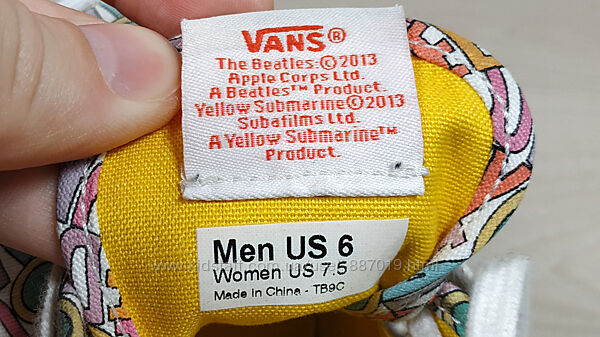 VANS®
The Beatles:©2013
Apple Corps Ltd.
A Beatles™ Product.
Yellow Submarine©2013
Subafilms Ltd.
A Yellow Submarine™
Product.
Men US 6
Women US 7.5
Made in China - TB9C